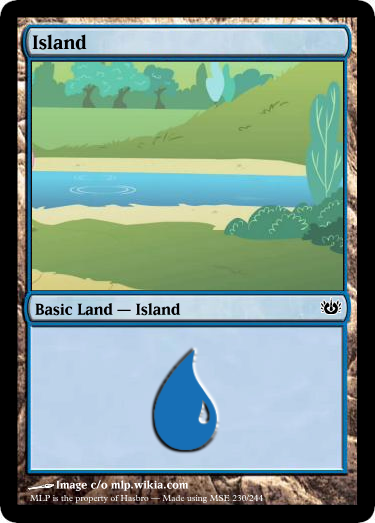 Island
Basic Land — Island
Image c/o mlp.wikia.com
MLP is the property of Hasbro — Made using MSE 230/244